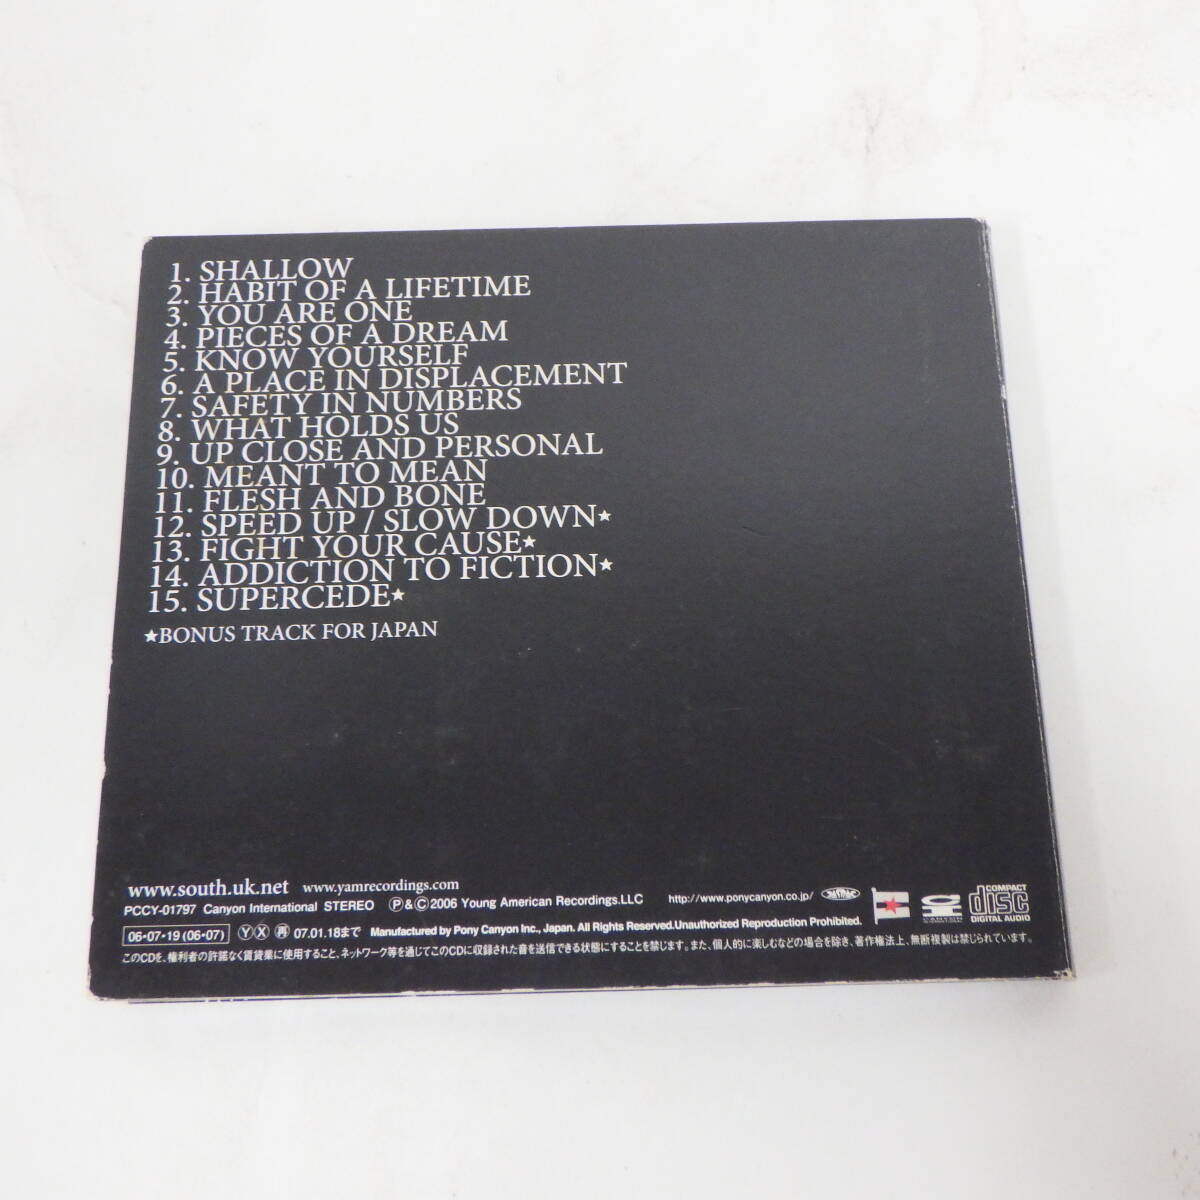 1. SHALLOW
2. HABIT OF A LIFETIME
3. YOU ARE ONE
4. PIECES OF A DREAM
5. KNOW YOURSELF
6. A PLACE IN DISPLACEMENT
7. SAFETY IN NUMBERS
8. WHAT HOLDS US
9. UP CLOSE AND PERSONAL
10. MEANT TO MEAN
11. FLESH AND BONE
12. SPEED UP / SLOW DOWN★
13. FIGHT YOUR CAUSE★
14. ADDICTION TO FICTION★
15. SUPERCEDE★
★BONUS TRACK FOR JAPAN
www.south.uk.net www.yamrecordings.com
PCCY-01797 Canyon International STEREO Ⓟ&Ⓒ2006 Young American Recordings.LLC http://www.ponycanyon.co.jp/
COMPACT disc DIGITAL AUDIO
06・07・19 (06・07) Ⓨ Ⓧ ㊢ 07.01.18まで Manufactured by Pony Canyon Inc., Japan. All Rights Reserved.Unauthorized Reproduction Prohibited.
このCDを、権利者の許諾なく賃貸業に使用すること、ネットワーク等を通じてこのCDに収録された音を送信できる状態にすることを禁じます。また、個人的に楽しむなどの場合を除き、著作権法上、無断複製は禁じられています。